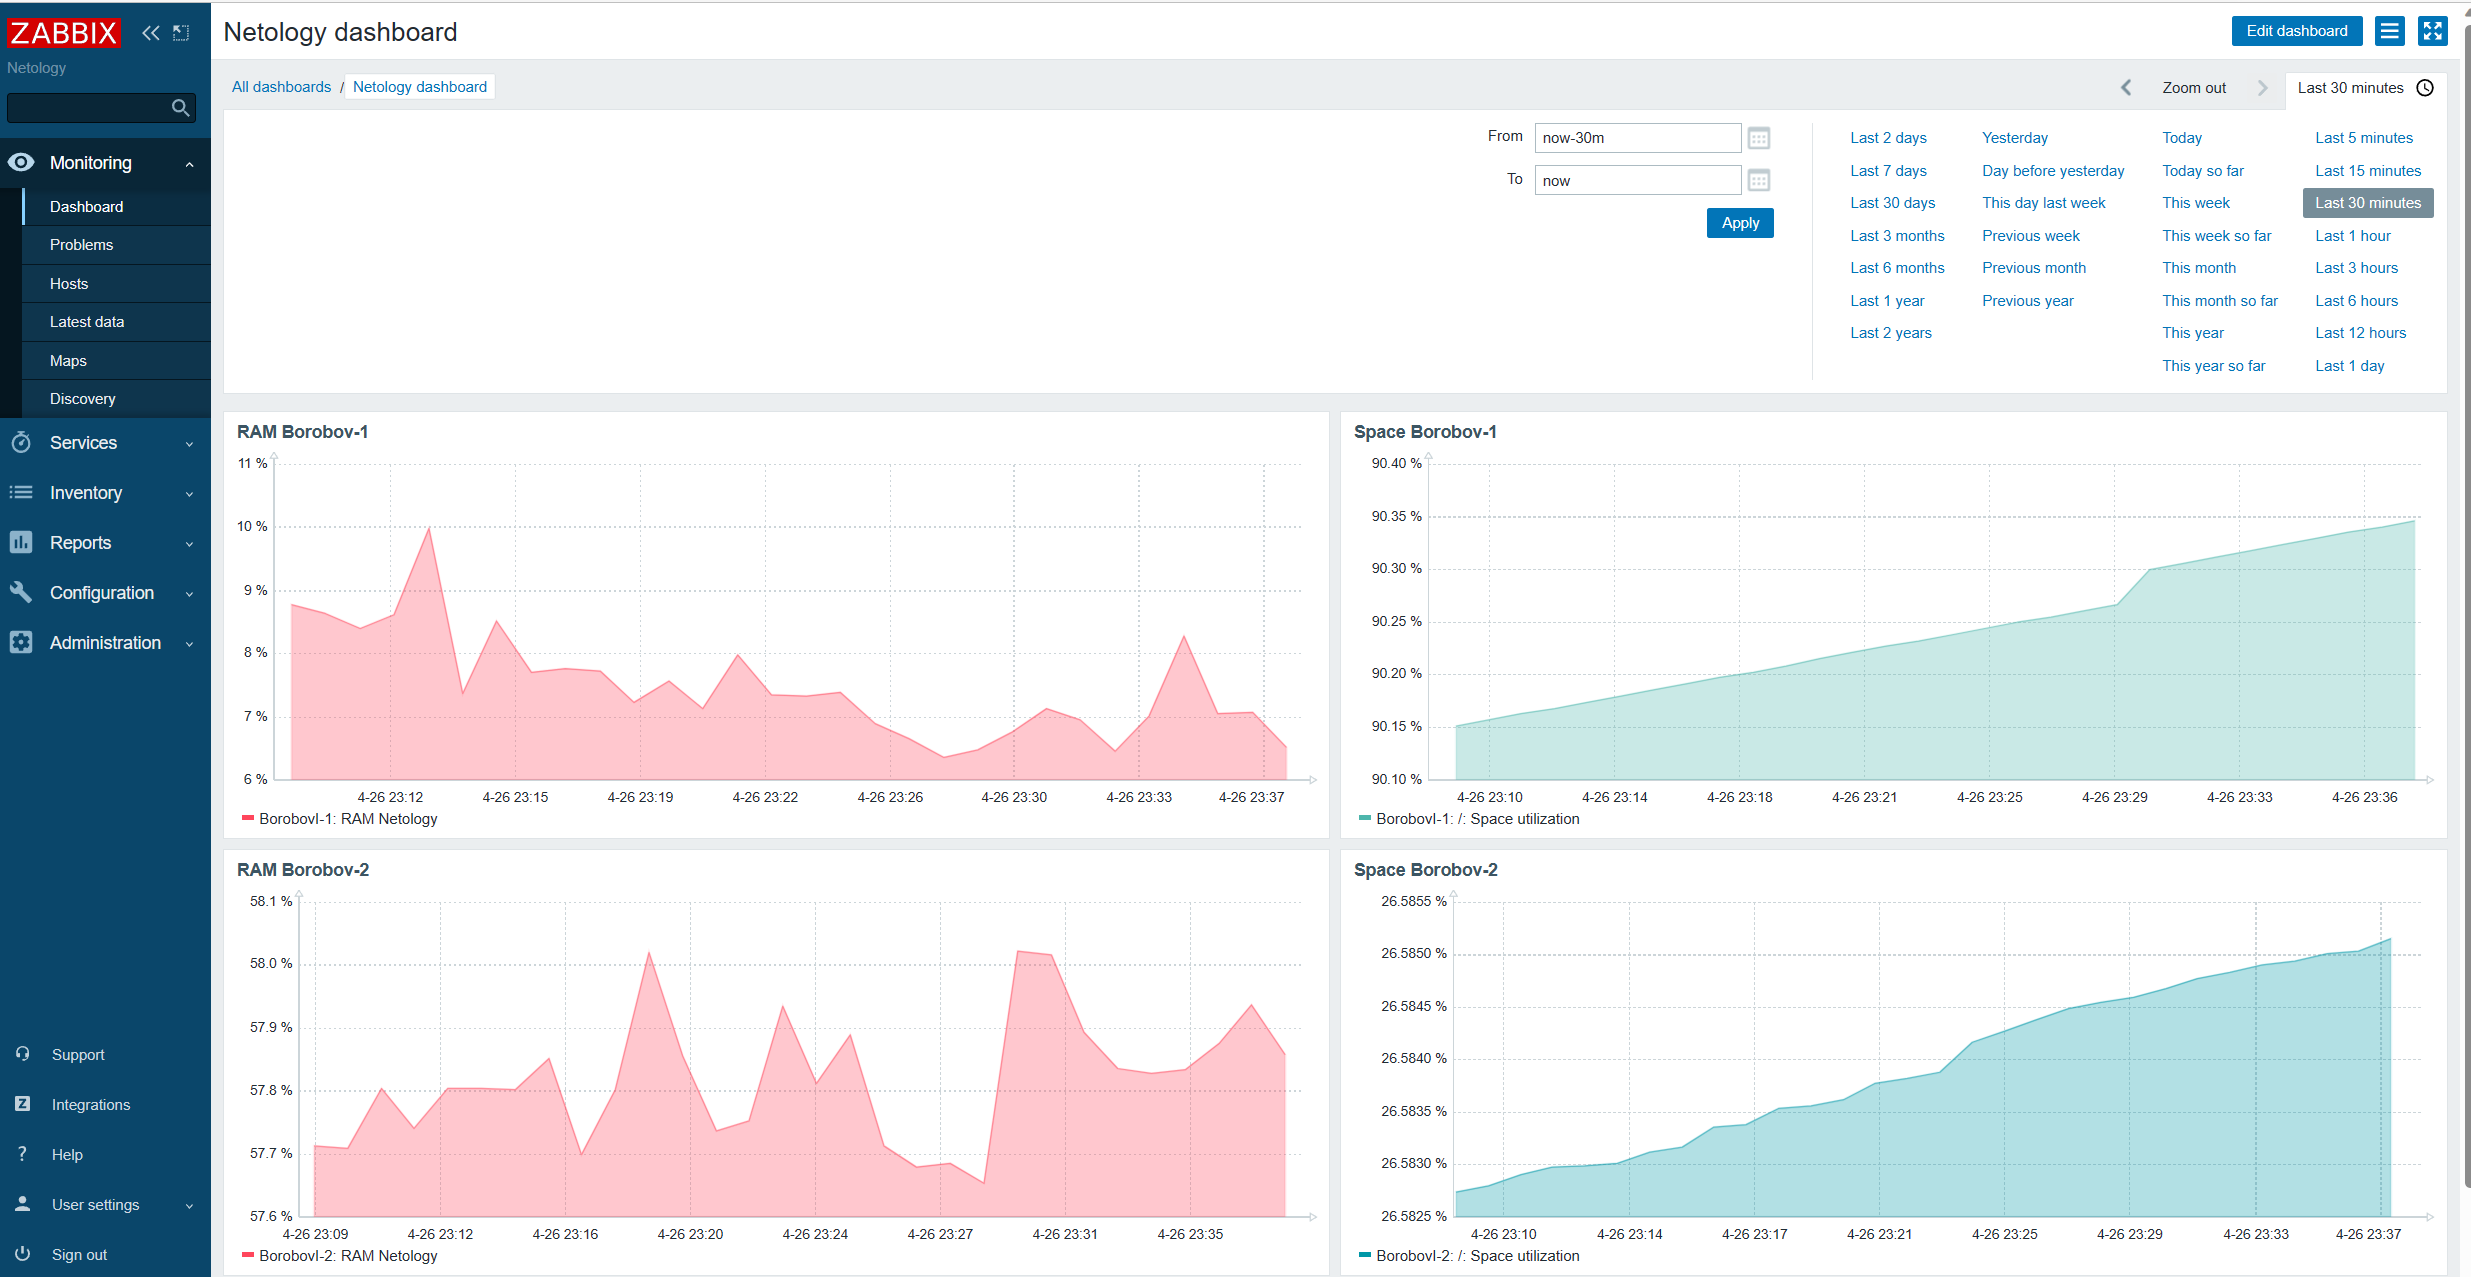 ZABBIX
Netology
Monitoring
Dashboard
Problems
Hosts
Latest data
Maps
Discovery
Services
Inventory
Reports
Configuration
Administration
Support
Integrations
Help
User settings
Sign out
Netology dashboard
Edit dashboard
All dashboards / Netology dashboard
Zoom out
Last 30 minutes
From now-30m
To now
Apply
Last 2 days Yesterday Today Last 5 minutes
Last 7 days Day before yesterday Today so far Last 15 minutes
Last 30 days This day last week This week Last 30 minutes
Last 3 months Previous week This week so far Last 1 hour
Last 6 months Previous month This month Last 3 hours
Last 1 year Previous year This month so far Last 6 hours
Last 2 years This year Last 12 hours
This year so far Last 1 day
RAM Borobov-1
11 %
10 %
9 %
8 %
7 %
6 %
4-26 23:12 4-26 23:15 4-26 23:19 4-26 23:22 4-26 23:26 4-26 23:30 4-26 23:33 4-26 23:37
BorobovI-1: RAM Netology
Space Borobov-1
90.40 %
90.35 %
90.30 %
90.25 %
90.20 %
90.15 %
90.10 %
4-26 23:10 4-26 23:14 4-26 23:18 4-26 23:21 4-26 23:25 4-26 23:29 4-26 23:33 4-26 23:36
BorobovI-1: /: Space utilization
RAM Borobov-2
58.1 %
58.0 %
57.9 %
57.8 %
57.7 %
57.6 %
4-26 23:09 4-26 23:12 4-26 23:16 4-26 23:20 4-26 23:24 4-26 23:27 4-26 23:31 4-26 23:35
BorobovI-2: RAM Netology
Space Borobov-2
26.5855 %
26.5850 %
26.5845 %
26.5840 %
26.5835 %
26.5830 %
26.5825 %
4-26 23:10 4-26 23:14 4-26 23:17 4-26 23:21 4-26 23:25 4-26 23:29 4-26 23:33 4-26 23:37
BorobovI-2: /: Space utilization